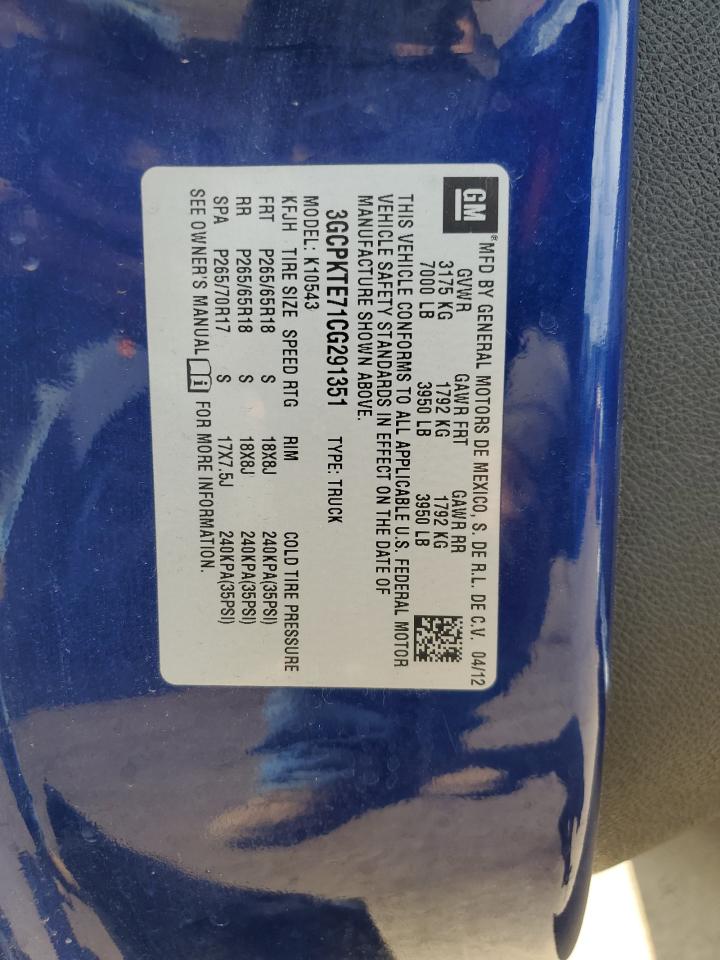 GM ® MFD BY GENERAL MOTORS DE MEXICO, S. DE R.L. DE C.V. 04/12
GVWR GAWR FRT GAWR RR
3175 KG 1792 KG 1792 KG
7000 LB 3950 LB 3950 LB
THIS VEHICLE CONFORMS TO ALL APPLICABLE U.S. FEDERAL MOTOR
VEHICLE SAFETY STANDARDS IN EFFECT ON THE DATE OF
MANUFACTURE SHOWN ABOVE.
3GCPKTE71CG291351 TYPE: TRUCK
MODEL: K10543
KFJH TIRE SIZE SPEED RTG RIM COLD TIRE PRESSURE
FRT P265/65R18 S 18X8J 240KPA(35PSI)
RR P265/65R18 S 18X8J 240KPA(35PSI)
SPA P265/70R17 S 17X7.5J 240KPA(35PSI)
SEE OWNER'S MANUAL i FOR MORE INFORMATION.